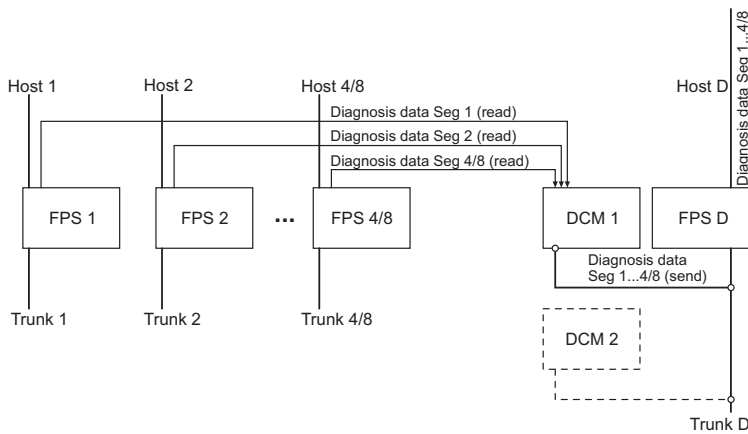 Host 1
Host 2
Host 4/8
Host D
Diagnosis data Seg 1...4/8
Diagnosis data Seg 1 (read)
Diagnosis data Seg 2 (read)
Diagnosis data Seg 4/8 (read)
FPS 1
FPS 2
...
FPS 4/8
DCM 1
FPS D
Diagnosis data
Seg 1...4/8 (send)
Trunk 1
Trunk 2
Trunk 4/8
DCM 2
Trunk D